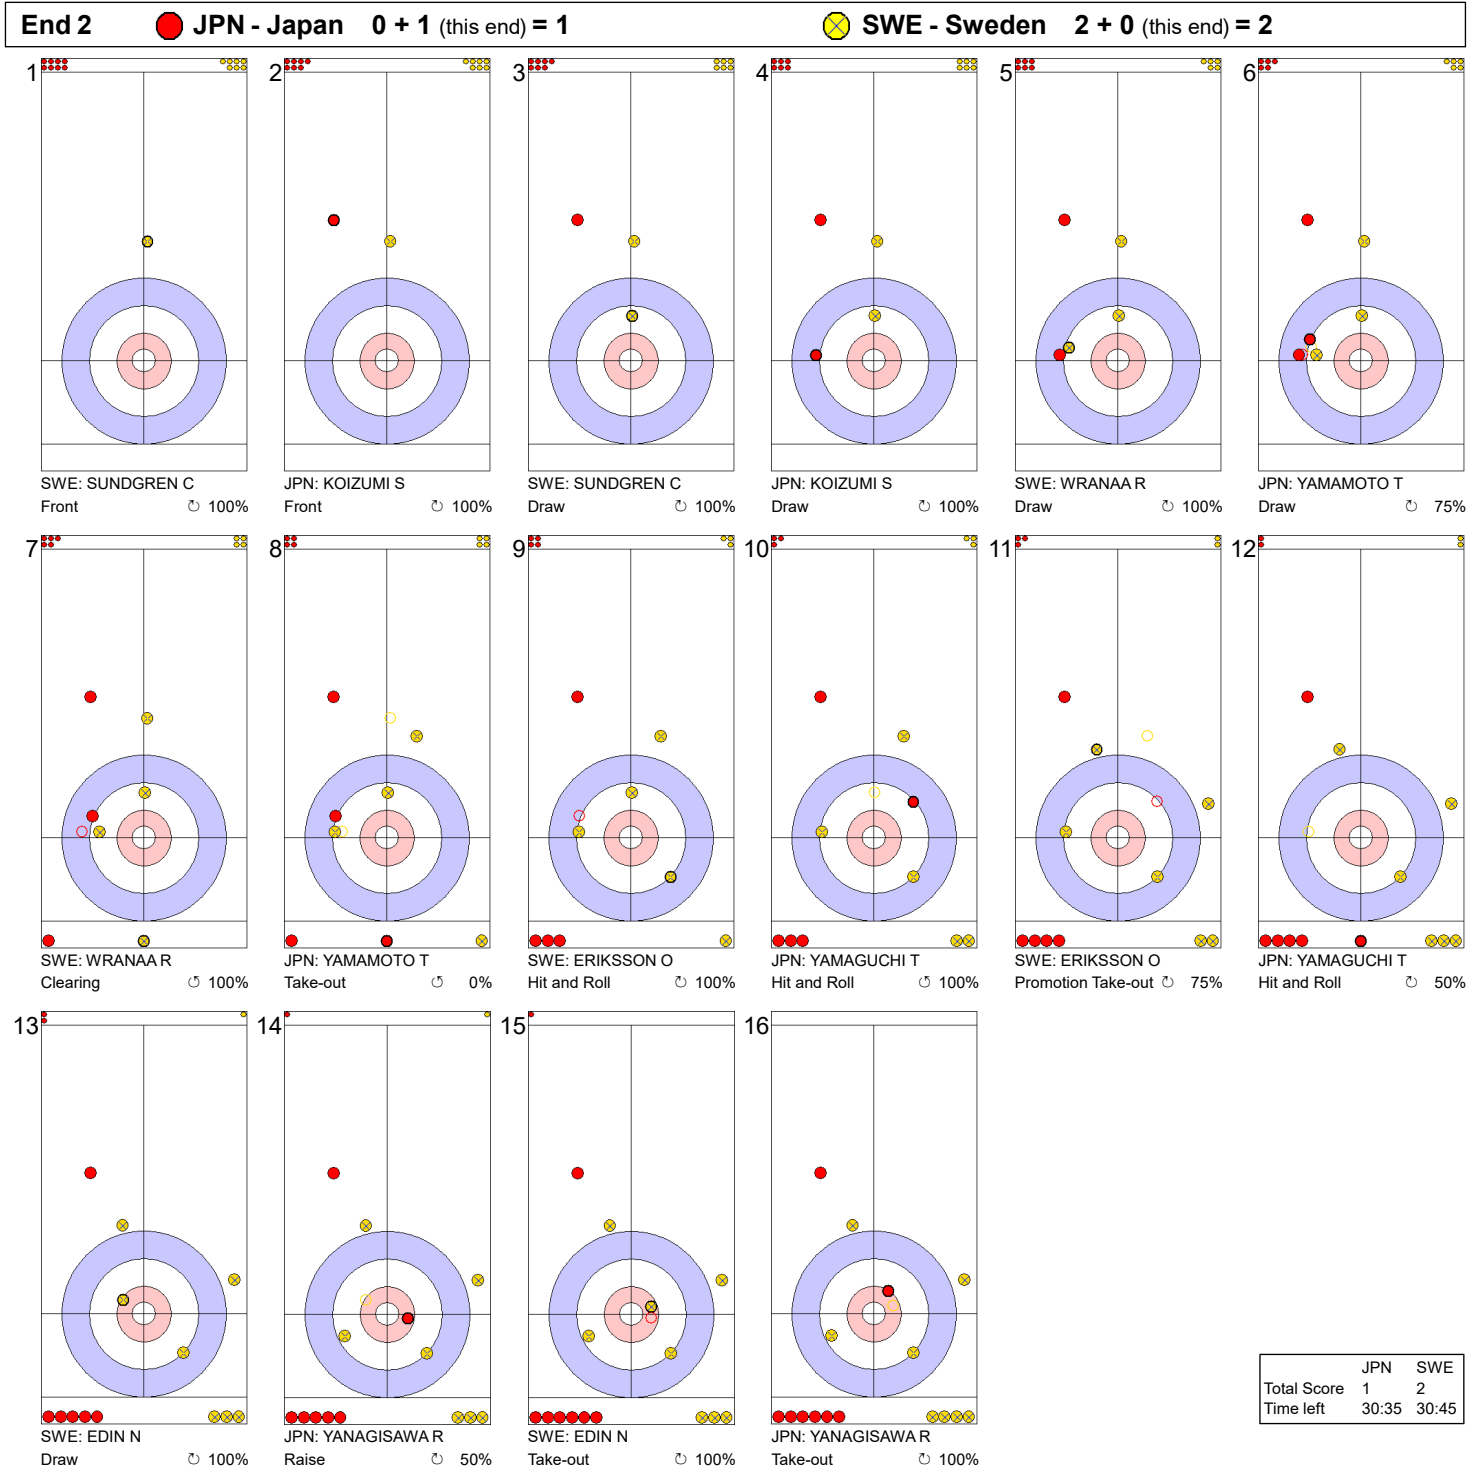 End 2 JPN - Japan 0 + 1 (this end) = 1 SWE - Sweden 2 + 0 (this end) = 2
1 2 3 4 5 6
SWE: SUNDGREN C JPN: KOIZUMI S SWE: SUNDGREN C JPN: KOIZUMI S SWE: WRANAA R JPN: YAMAMOTO T
Front ↻ 100% Front ↻ 100% Draw ↻ 100% Draw ↻ 100% Draw ↻ 100% Draw ↻ 75%
7 8 9 10 11 12
SWE: WRANAA R JPN: YAMAMOTO T SWE: ERIKSSON O JPN: YAMAGUCHI T SWE: ERIKSSON O JPN: YAMAGUCHI T
Clearing ↺ 100% Take-out ↺ 0% Hit and Roll ↻ 100% Hit and Roll ↺ 100% Promotion Take-out ↻ 75% Hit and Roll ↺ 50%
13 14 15 16
JPN SWE
Total Score 1 2
Time left 30:35 30:45
SWE: EDIN N JPN: YANAGISAWA R SWE: EDIN N JPN: YANAGISAWA R
Draw ↻ 100% Raise ↻ 50% Take-out ↻ 100% Take-out ↻ 100%